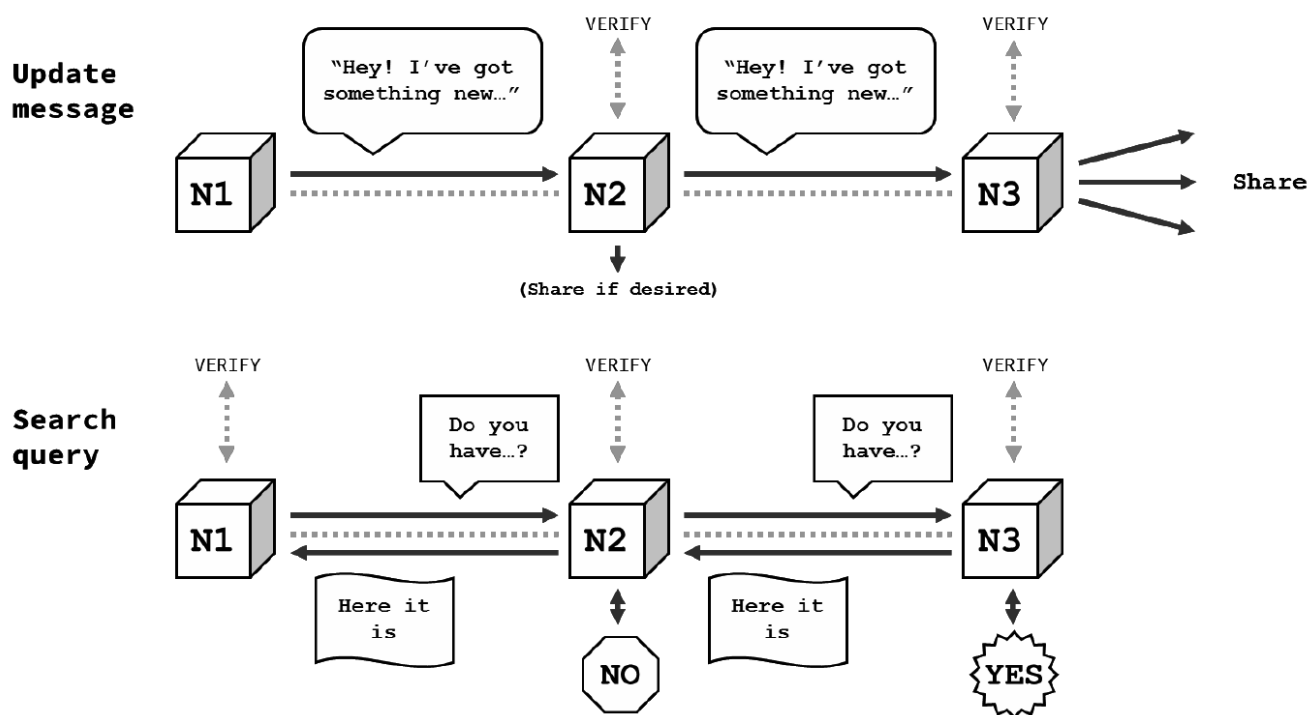 VERIFY
VERIFY
Update
message
“Hey! I’ve got
something new…”
“Hey! I’ve got
something new…”
N1
N2
N3
Share
(Share if desired)
VERIFY
VERIFY
VERIFY
Search
query
Do you
have…?
Do you
have…?
N1
N2
N3
Here it
is
Here it
is
NO
YES